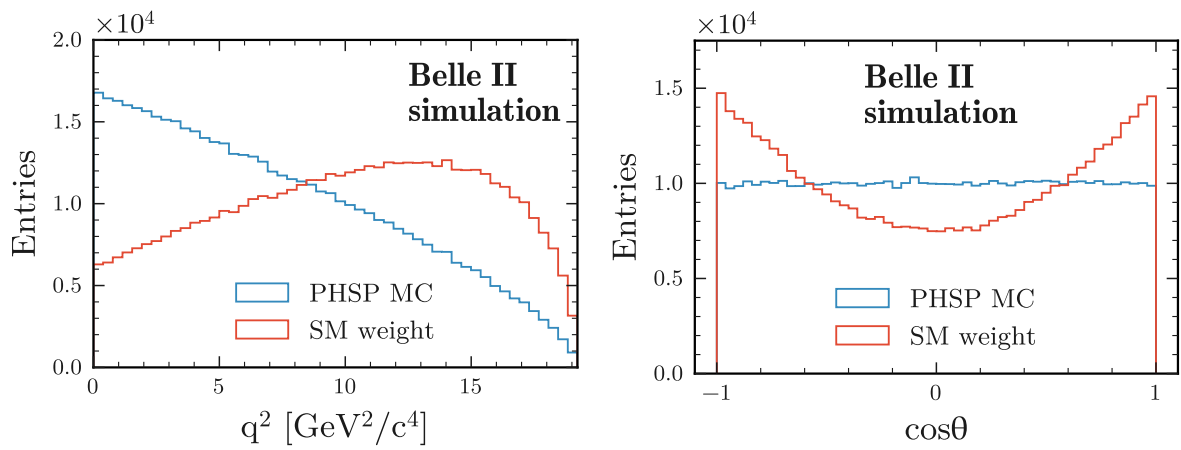 ×10⁴
2.0
1.5
1.0
0.5
0.0
Entries
Belle II
simulation
PHSP MC
SM weight
0 5 10 15
q² [GeV²/c⁴]
×10⁴
1.5
1.0
0.5
0.0
Entries
Belle II
simulation
PHSP MC
SM weight
−1 0 1
cosθ